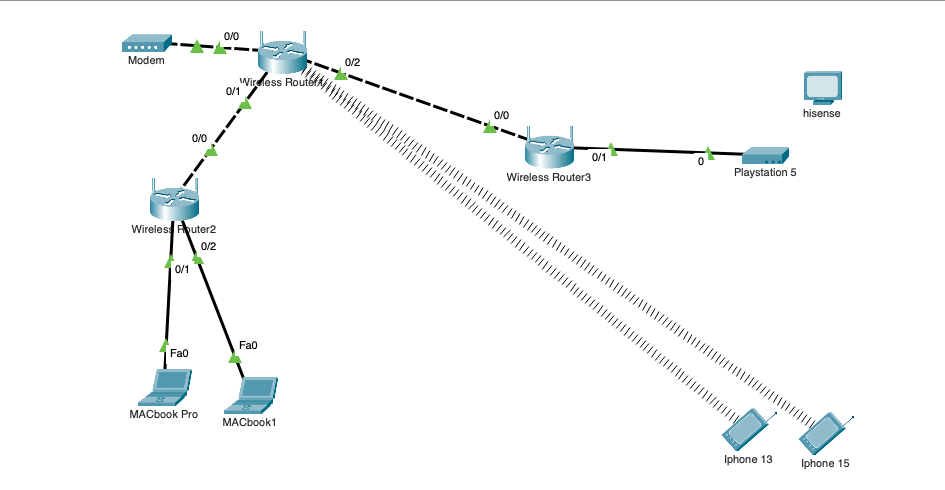 0/0
Modem
Wireless Router1
0/2
0/1
hisense
0/0
0/0
Wireless Router3
0/1
0
Playstation 5
Wireless Router2
0/2
0/1
Fa0
Fa0
MACbook Pro
MACbook1
Iphone 13
Iphone 15